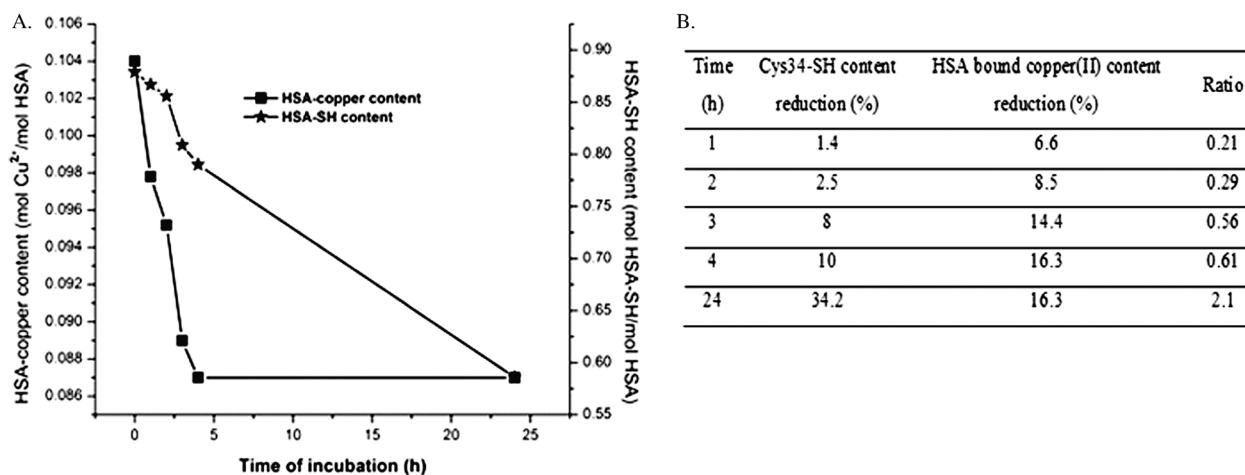 A.
HSA-copper content (mol Cu²⁺/mol HSA)
0.106
0.104
0.102
0.100
0.098
0.096
0.094
0.092
0.090
0.088
0.086
HSA-copper content
HSA-SH content
0.90
0.85
0.80
0.75
0.70
0.65
0.60
0.55
HSA-SH content (mol HSA-SH/mol HSA)
0 5 10 15 20 25
Time of incubation (h)
B.
Time Cys34-SH content HSA bound copper(II) content Ratio
(h) reduction (%) reduction (%)
1 1.4 6.6 0.21
2 2.5 8.5 0.29
3 8 14.4 0.56
4 10 16.3 0.61
24 34.2 16.3 2.1